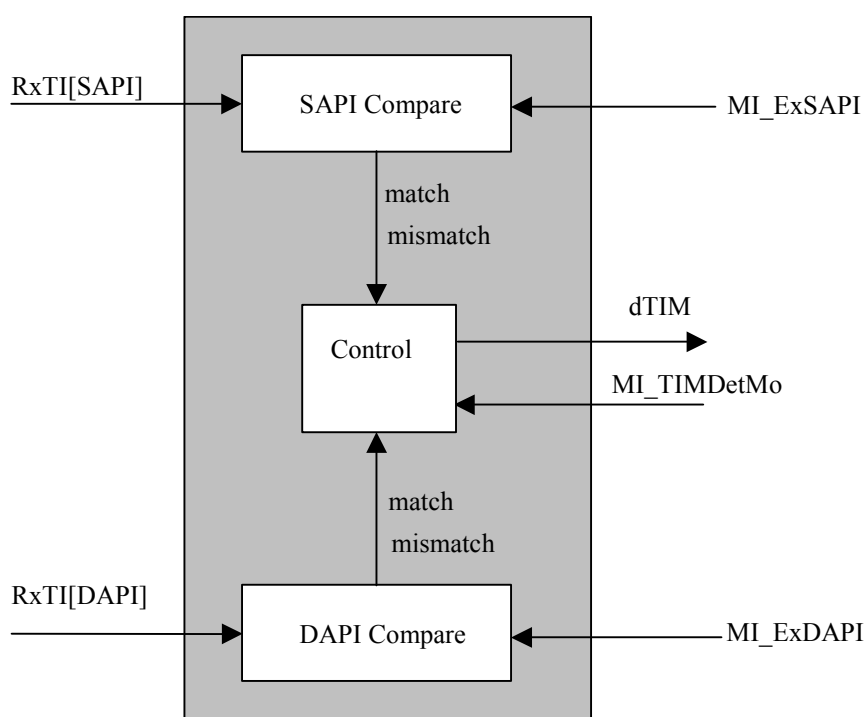 RxTI[SAPI]
SAPI Compare
MI_ExSAPI
match
mismatch
dTIM
Control
MI_TIMDetMo
match
mismatch
RxTI[DAPI]
DAPI Compare
MI_ExDAPI